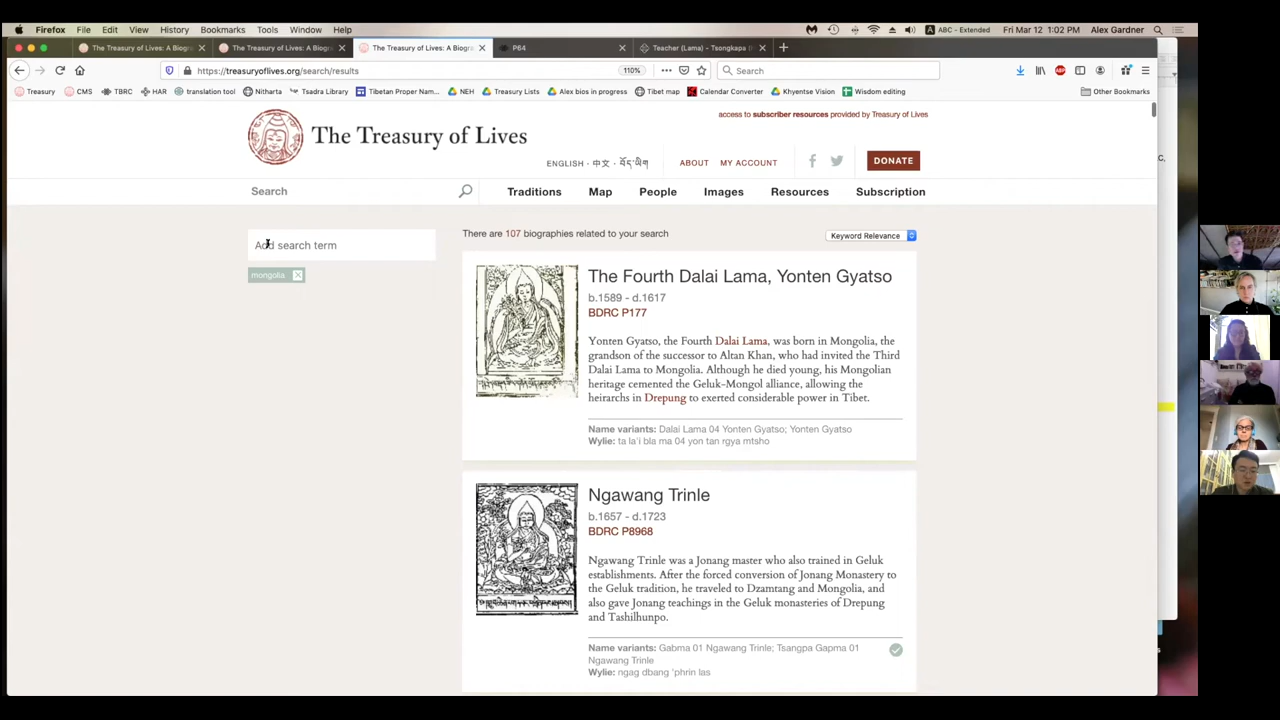 Firefox File Edit View History Bookmarks Tools Window Help
ABC - Extended Fri Mar 12 1:02 PM Alex Gardner
The Treasury of Lives: A Biogra
The Treasury of Lives: A Biogra
The Treasury of Lives: A Biogra
P64
Teacher (Lama) – Tsongkapa (
https://treasuryoflives.org/search/results
110%
Search
Treasury CMS TBRC HAR translation tool Nitharta Tsadra Library Tibetan Proper Nam... NEH Treasury Lists Alex bios in progress Tibet map Calendar Converter Khyentse Vision Wisdom editing
Other Bookmarks
access to subscriber resources provided by Treasury of Lives
The Treasury of Lives
ENGLISH · 中文 · བོད་ཡིག།
ABOUT MY ACCOUNT
DONATE
Search
Traditions Map People Images Resources Subscription
Add search term
mongolia
There are 107 biographies related to your search
Keyword Relevance
The Fourth Dalai Lama, Yonten Gyatso
b.1589 - d.1617
BDRC P177
Yonten Gyatso, the Fourth Dalai Lama, was born in Mongolia, the
grandson of the successor to Altan Khan, who had invited the Third
Dalai Lama to Mongolia. Although he died young, his Mongolian
heritage cemented the Geluk-Mongol alliance, allowing the
heirarchs in Drepung to exerted considerable power in Tibet.
Name variants: Dalai Lama 04 Yonten Gyatso; Yonten Gyatso
Wylie: ta la'i bla ma 04 yon tan rgya mtsho
Ngawang Trinle
b.1657 - d.1723
BDRC P8968
Ngawang Trinle was a Jonang master who also trained in Geluk
establishments. After the forced conversion of Jonang Monastery to
the Geluk tradition, he traveled to Dzamtang and Mongolia, and
also gave Jonang teachings in the Geluk monasteries of Drepung
and Tashilhunpo.
Name variants: Gabma 01 Ngawang Trinle; Tsangpa Gapma 01
Ngawang Trinle
Wylie: ngag dbang 'phrin las